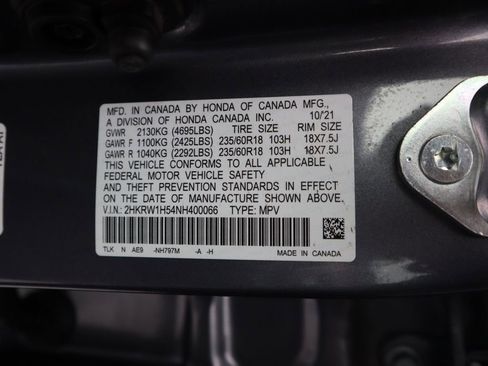 MFD. IN CANADA BY HONDA OF CANADA MFG.,
A DIVISION OF HONDA CANADA INC. 10/21
GVWR 2130KG (4695LBS) TIRE SIZE RIM SIZE
GAWR F 1100KG (2425LBS) 235/60R18 103H 18X7.5J
GAWR R 1040KG (2292LBS) 235/60R18 103H 18X7.5J
THIS VEHICLE CONFORMS TO ALL APPLICABLE
FEDERAL MOTOR VEHICLE SAFETY
AND THEFT PREVENTION STANDARDS IN EFFECT
ON THE DATE OF MANUFACTURE SHOWN ABOVE.
V.I.N.: 2HKRW1H54NH400066 TYPE: MPV
TLK N AE9 -NH797M -A -H MADE IN CANADA